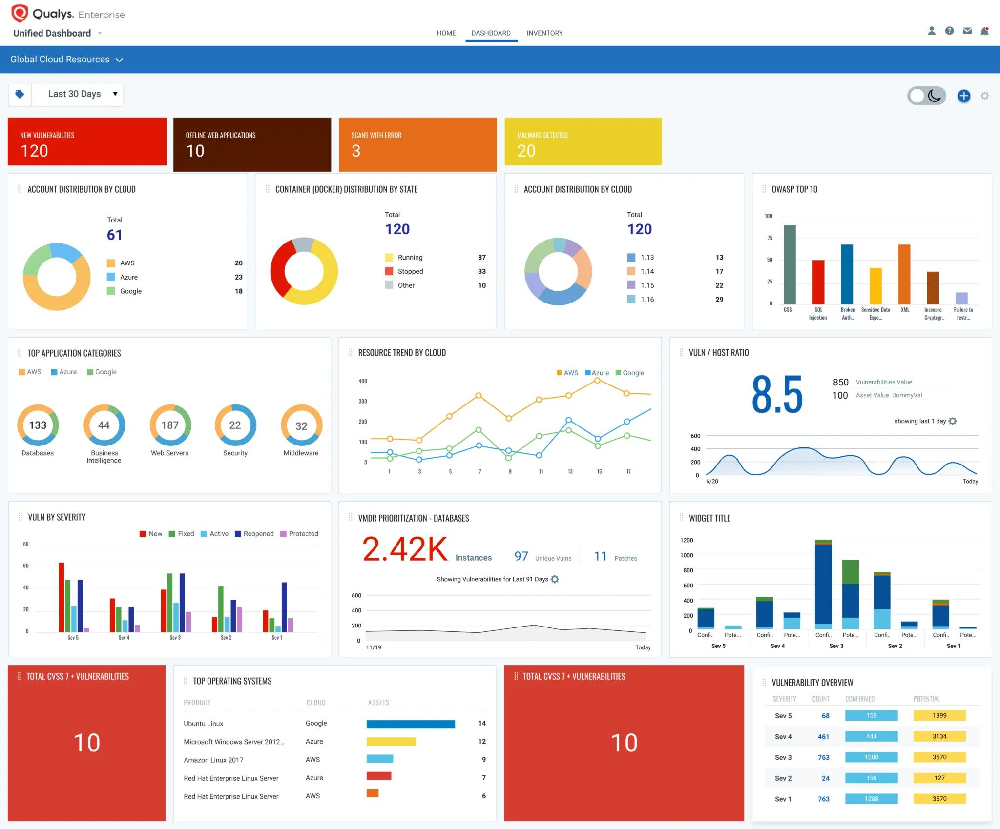 Qualys. Enterprise
Unified Dashboard
HOME DASHBOARD INVENTORY
Global Cloud Resources
Last 30 Days
NEW VULNERABILTIES
120
OFFLINE WEB APPLICATIONS
10
SCANS WITH ERROR
3
MALWARE DETECTED
20
ACCOUNT DISTRIBUTION BY CLOUD
Total
61
AWS 20
Azure 23
Google 18
CONTAINER (DOCKER) DISTRIBUTION BY STATE
Total
120
Running 87
Stopped 33
Other 10
ACCOUNT DISTRIBUTION BY CLOUD
Total
120
1.13 13
1.14 17
1.15 22
1.16 29
OWASP TOP 10
100
75
50
25
0
CSS SQL Broken Sensitive Data XML Insecure Failure to
Injection Auth.. Expo... Cryptogr.. restr...
TOP APPLICATION CATEGORIES
AWS Azure Google
133 44 187 22 32
Databases Business Web Servers Security Middleware
Intelligence
RESOURCE TREND BY CLOUD
AWS Azure Google
400
300
200
100
0
1 3 5 7 9 11 13 15 17
VULN / HOST RATIO
8.5
850 Vulnerabilities Value
100 Asset Value DummyVal
showing last 1 day
600
400
200
0
6/20 Today
VULN BY SEVERITY
New Fixed Active Reopened Protected
80
60
40
20
0
Sev 5 Sev 4 Sev 3 Sev 2 Sev 1
VMDR PRIORITIZATION - DATABASES
2.42K Instances 97 Unique Vulns 11 Patches
Showing Vulnerabilities for Last 91 Days
600
400
200
0
11/19 Today
WIDGET TITLE
1200
1000
800
600
400
200
0
Confi.. Pote... Confi.. Pote... Confi.. Pote... Confi.. Pote... Confi.. Pote...
Sev 5 Sev 4 Sev 3 Sev 2 Sev 1
TOTAL CVSS 7 + VULNERABILITIES
10
TOP OPERATING SYSTEMS
PRODUCT CLOUD ASSETS
Ubuntu Linux Google 14
Microsoft Windows Server 2012... Azure 12
Amazon Linux 2017 AWS 9
Red Hat Enterprise Linux Server Azure 7
Red Hat Enterprise Linux Server AWS 6
TOTAL CVSS 7 + VULNERABILITIES
10
VULNERABILITY OVERVIEW
SEVERITY COUNT CONFIRMED POTENTIAL
Sev 5 68 155 1399
Sev 4 461 444 3134
Sev 3 763 1288 3570
Sev 2 24 158 127
Sev 1 763 1288 3570